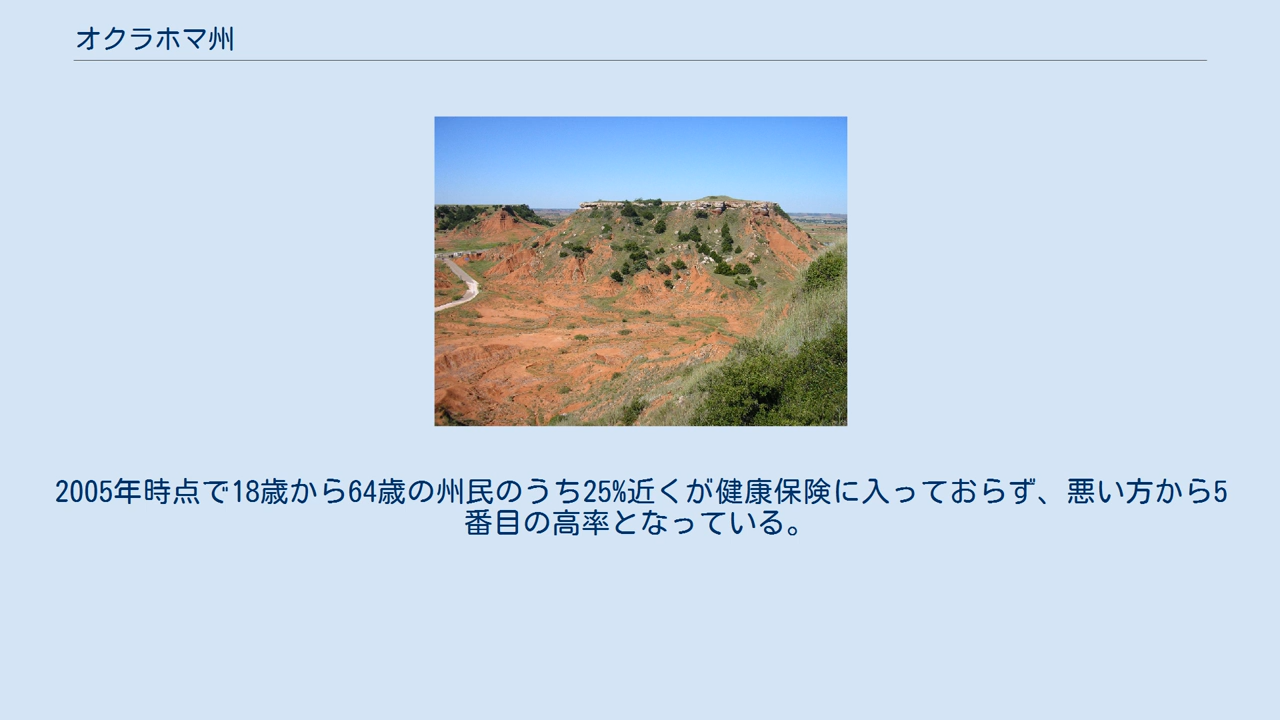 オクラホマ州
2005年時点で18歳から64歳の州民のうち25%近くが健康保険に入っておらず、悪い方から5
番目の高率となっている。